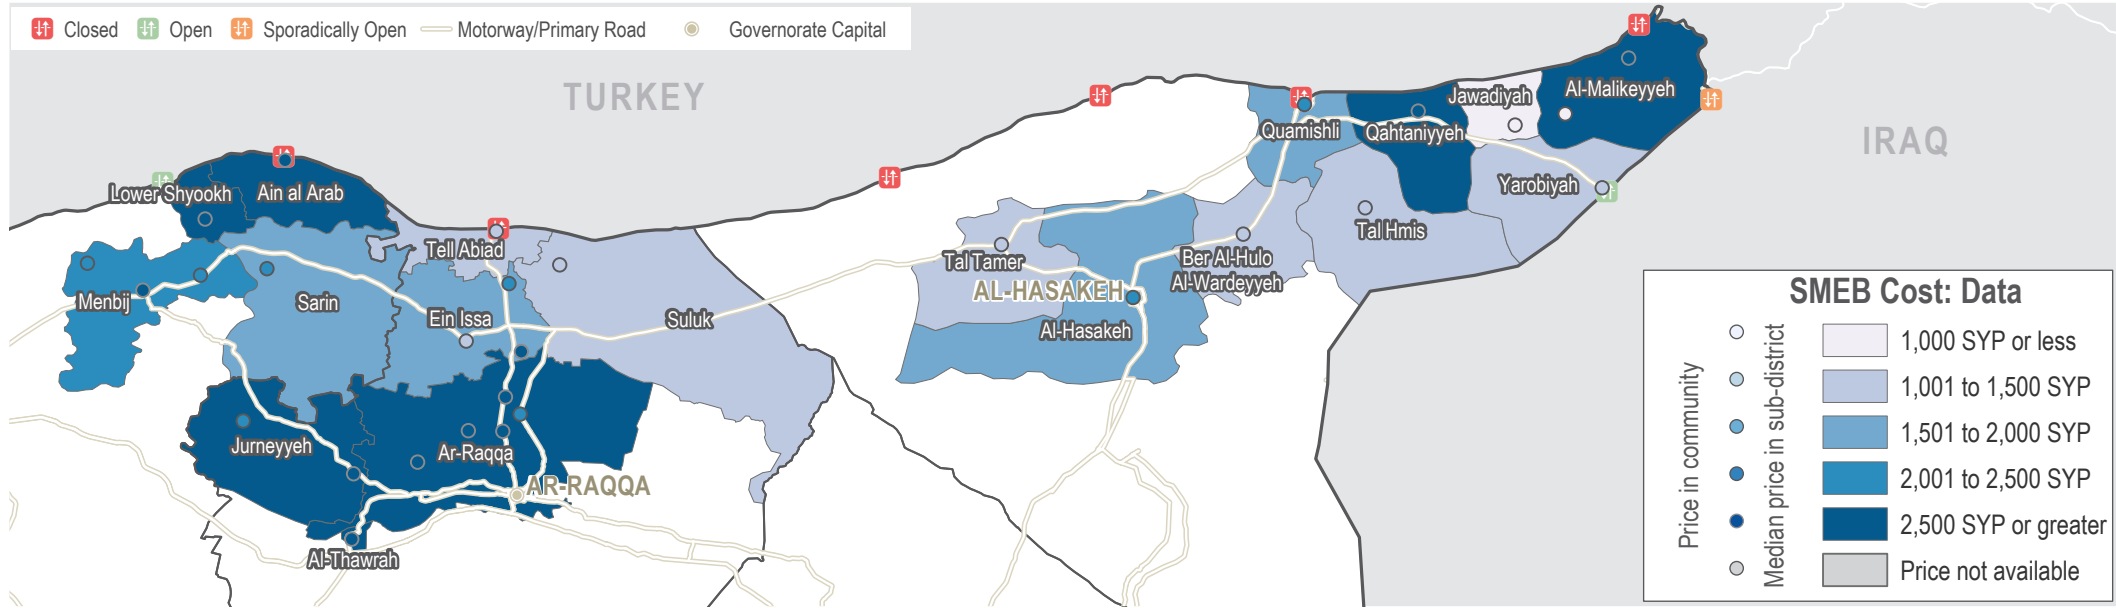 Closed
Open
Sporadically Open
Motorway/Primary Road
Governorate Capital
TURKEY
IRAQ
Jawadiyah
Al-Malikeyyeh
Quamishli
Qahtaniyyeh
Lower Shyookh
Ain al Arab
Yarobiyah
Tell Abiad
Tal Hmis
Tal Tamer
Ber Al-Hulo
Al-Wardeyyeh
AL-HASAKEH
Menbij
Sarin
Ein Issa
Suluk
Al-Hasakeh
Jurneyyeh
Ar-Raqqa
AR-RAQQA
Al-Thawrah
SMEB Cost: Data
Price in community
Median price in sub-district
1,000 SYP or less
1,001 to 1,500 SYP
1,501 to 2,000 SYP
2,001 to 2,500 SYP
2,500 SYP or greater
Price not available